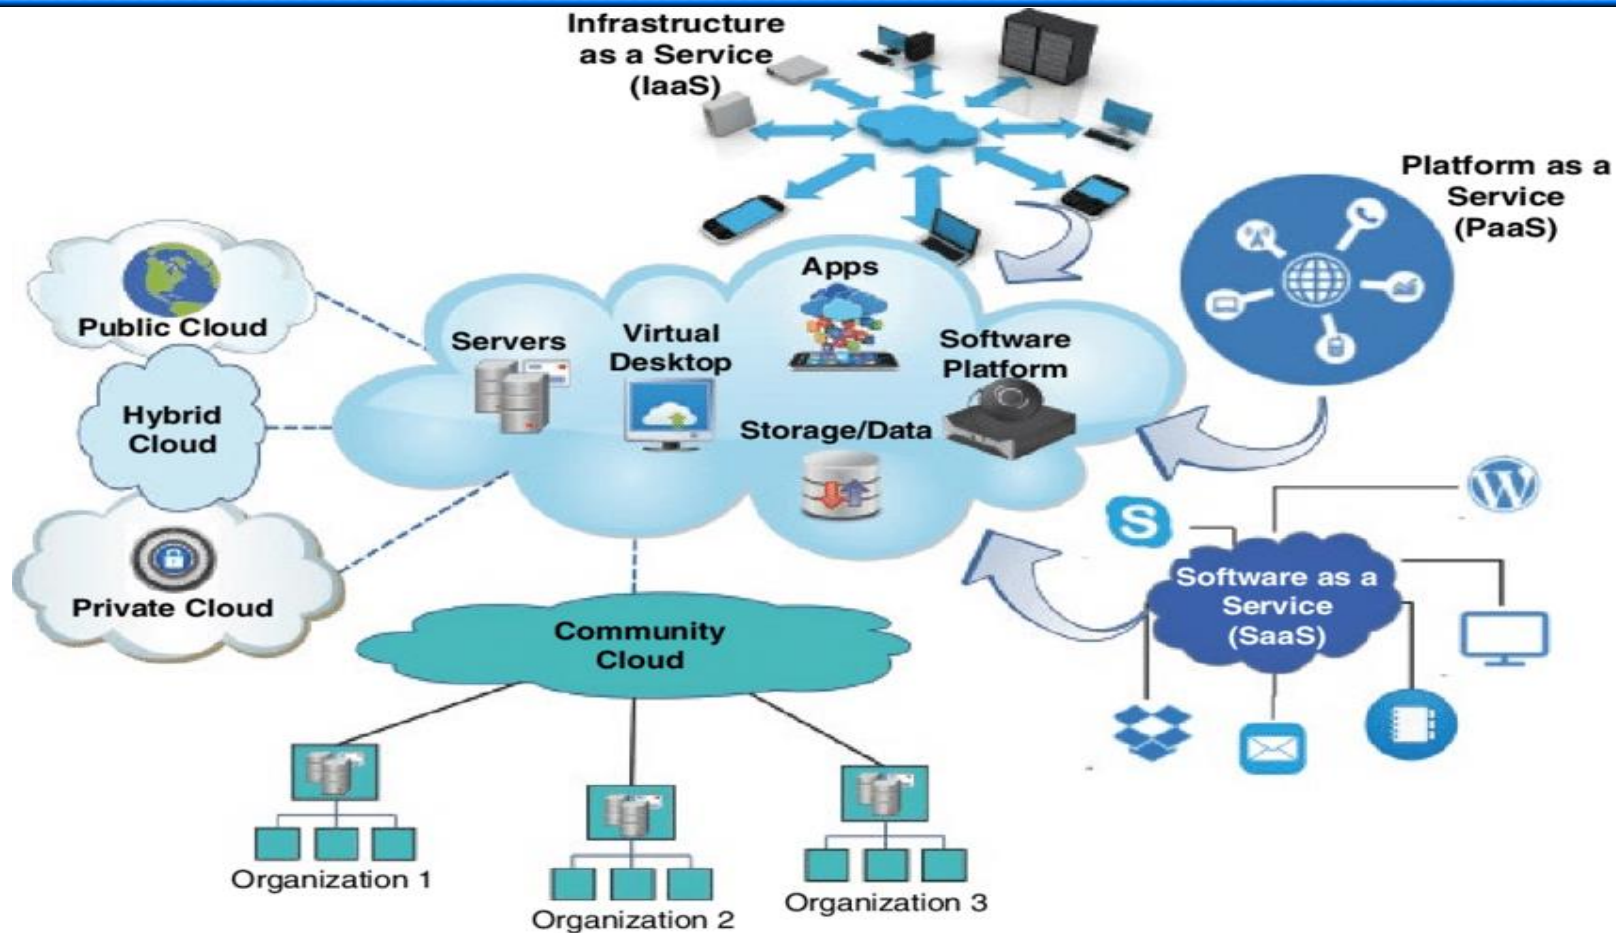 Infrastructure
as a Service
(IaaS)
Platform as a
Service
(PaaS)
Apps
Public Cloud
Servers
Virtual
Desktop
Software
Platform
Hybrid
Cloud
Storage/Data
S
W
Private Cloud
Software as a
Service
(SaaS)
Community
Cloud
Organization 1
Organization 2
Organization 3